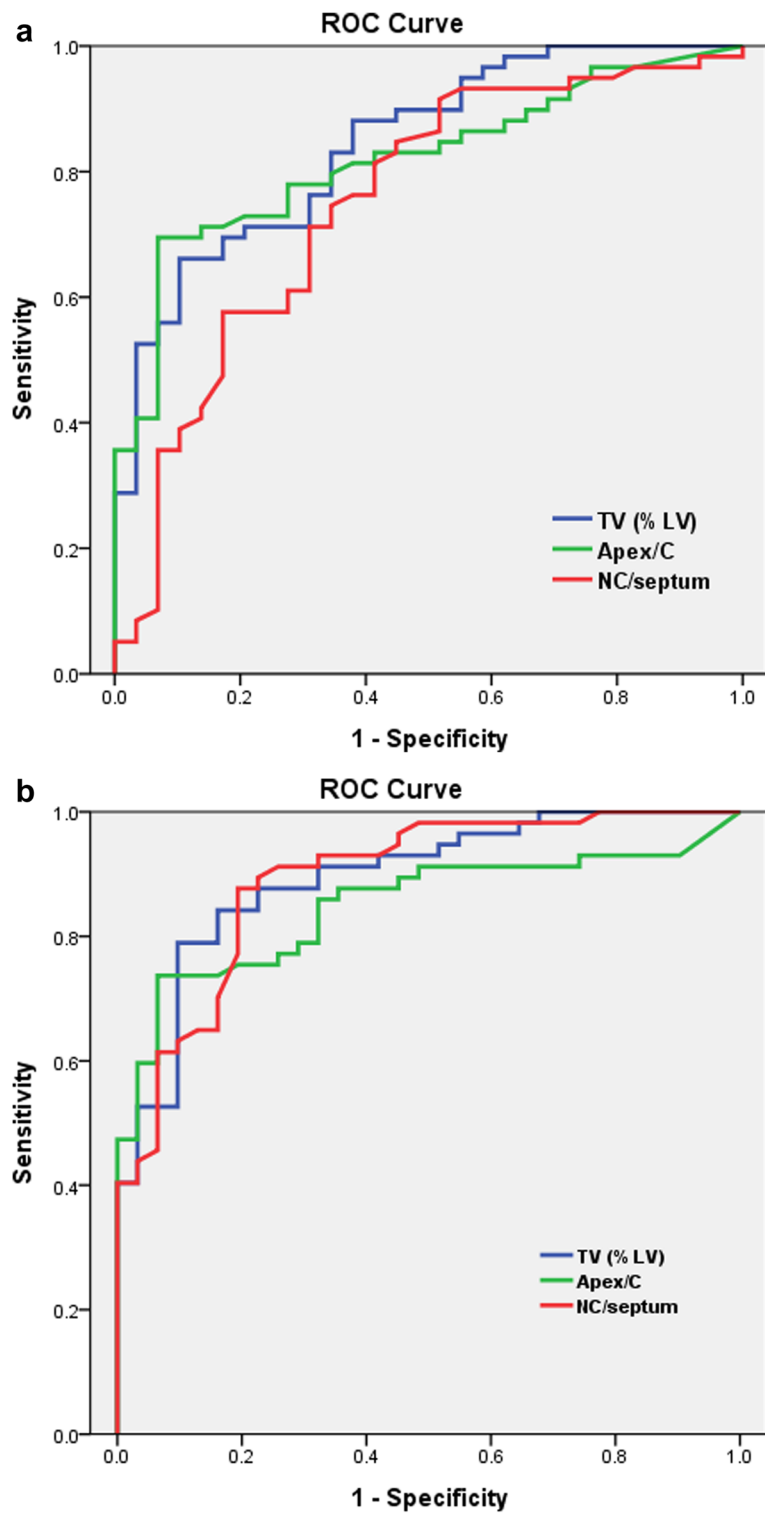 a
ROC Curve
1.0
0.8
0.6
0.4
0.2
0.0
Sensitivity
TV (% LV)
Apex/C
NC/septum
0.0 0.2 0.4 0.6 0.8 1.0
1 - Specificity
b
ROC Curve
1.0
0.8
0.6
0.4
0.2
0.0
Sensitivity
TV (% LV)
Apex/C
NC/septum
0.0 0.2 0.4 0.6 0.8 1.0
1 - Specificity